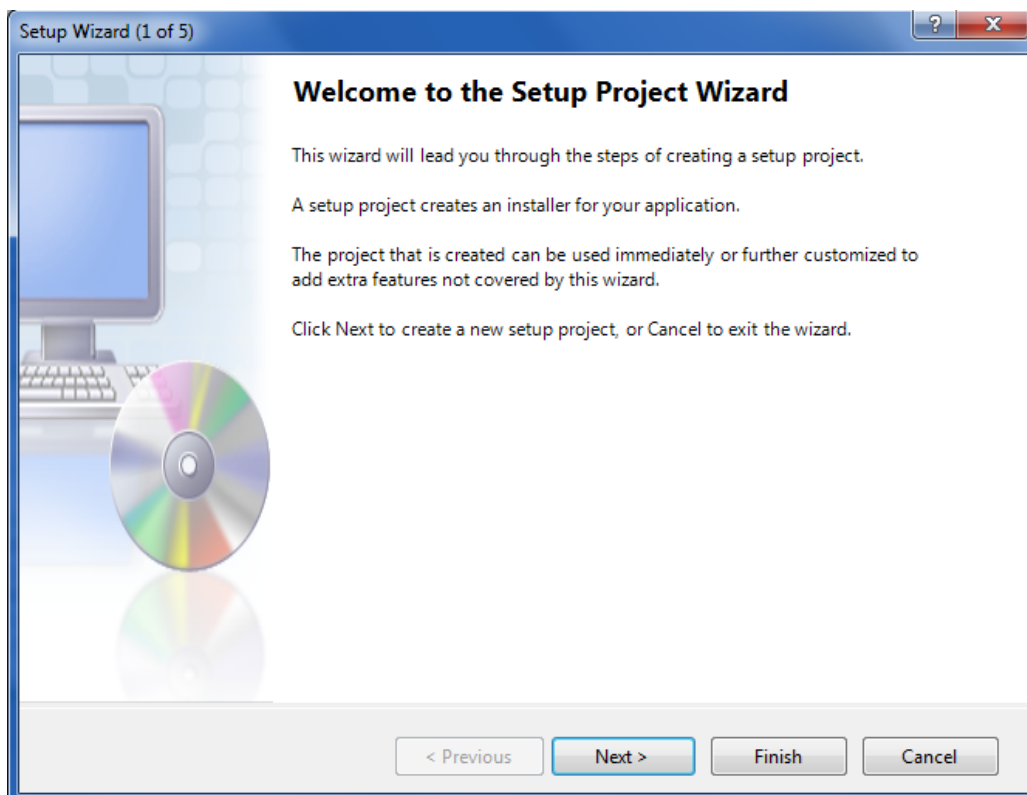 Setup Wizard (1 of 5)
Welcome to the Setup Project Wizard
This wizard will lead you through the steps of creating a setup project.
A setup project creates an installer for your application.
The project that is created can be used immediately or further customized to
add extra features not covered by this wizard.
Click Next to create a new setup project, or Cancel to exit the wizard.
< Previous Next > Finish Cancel